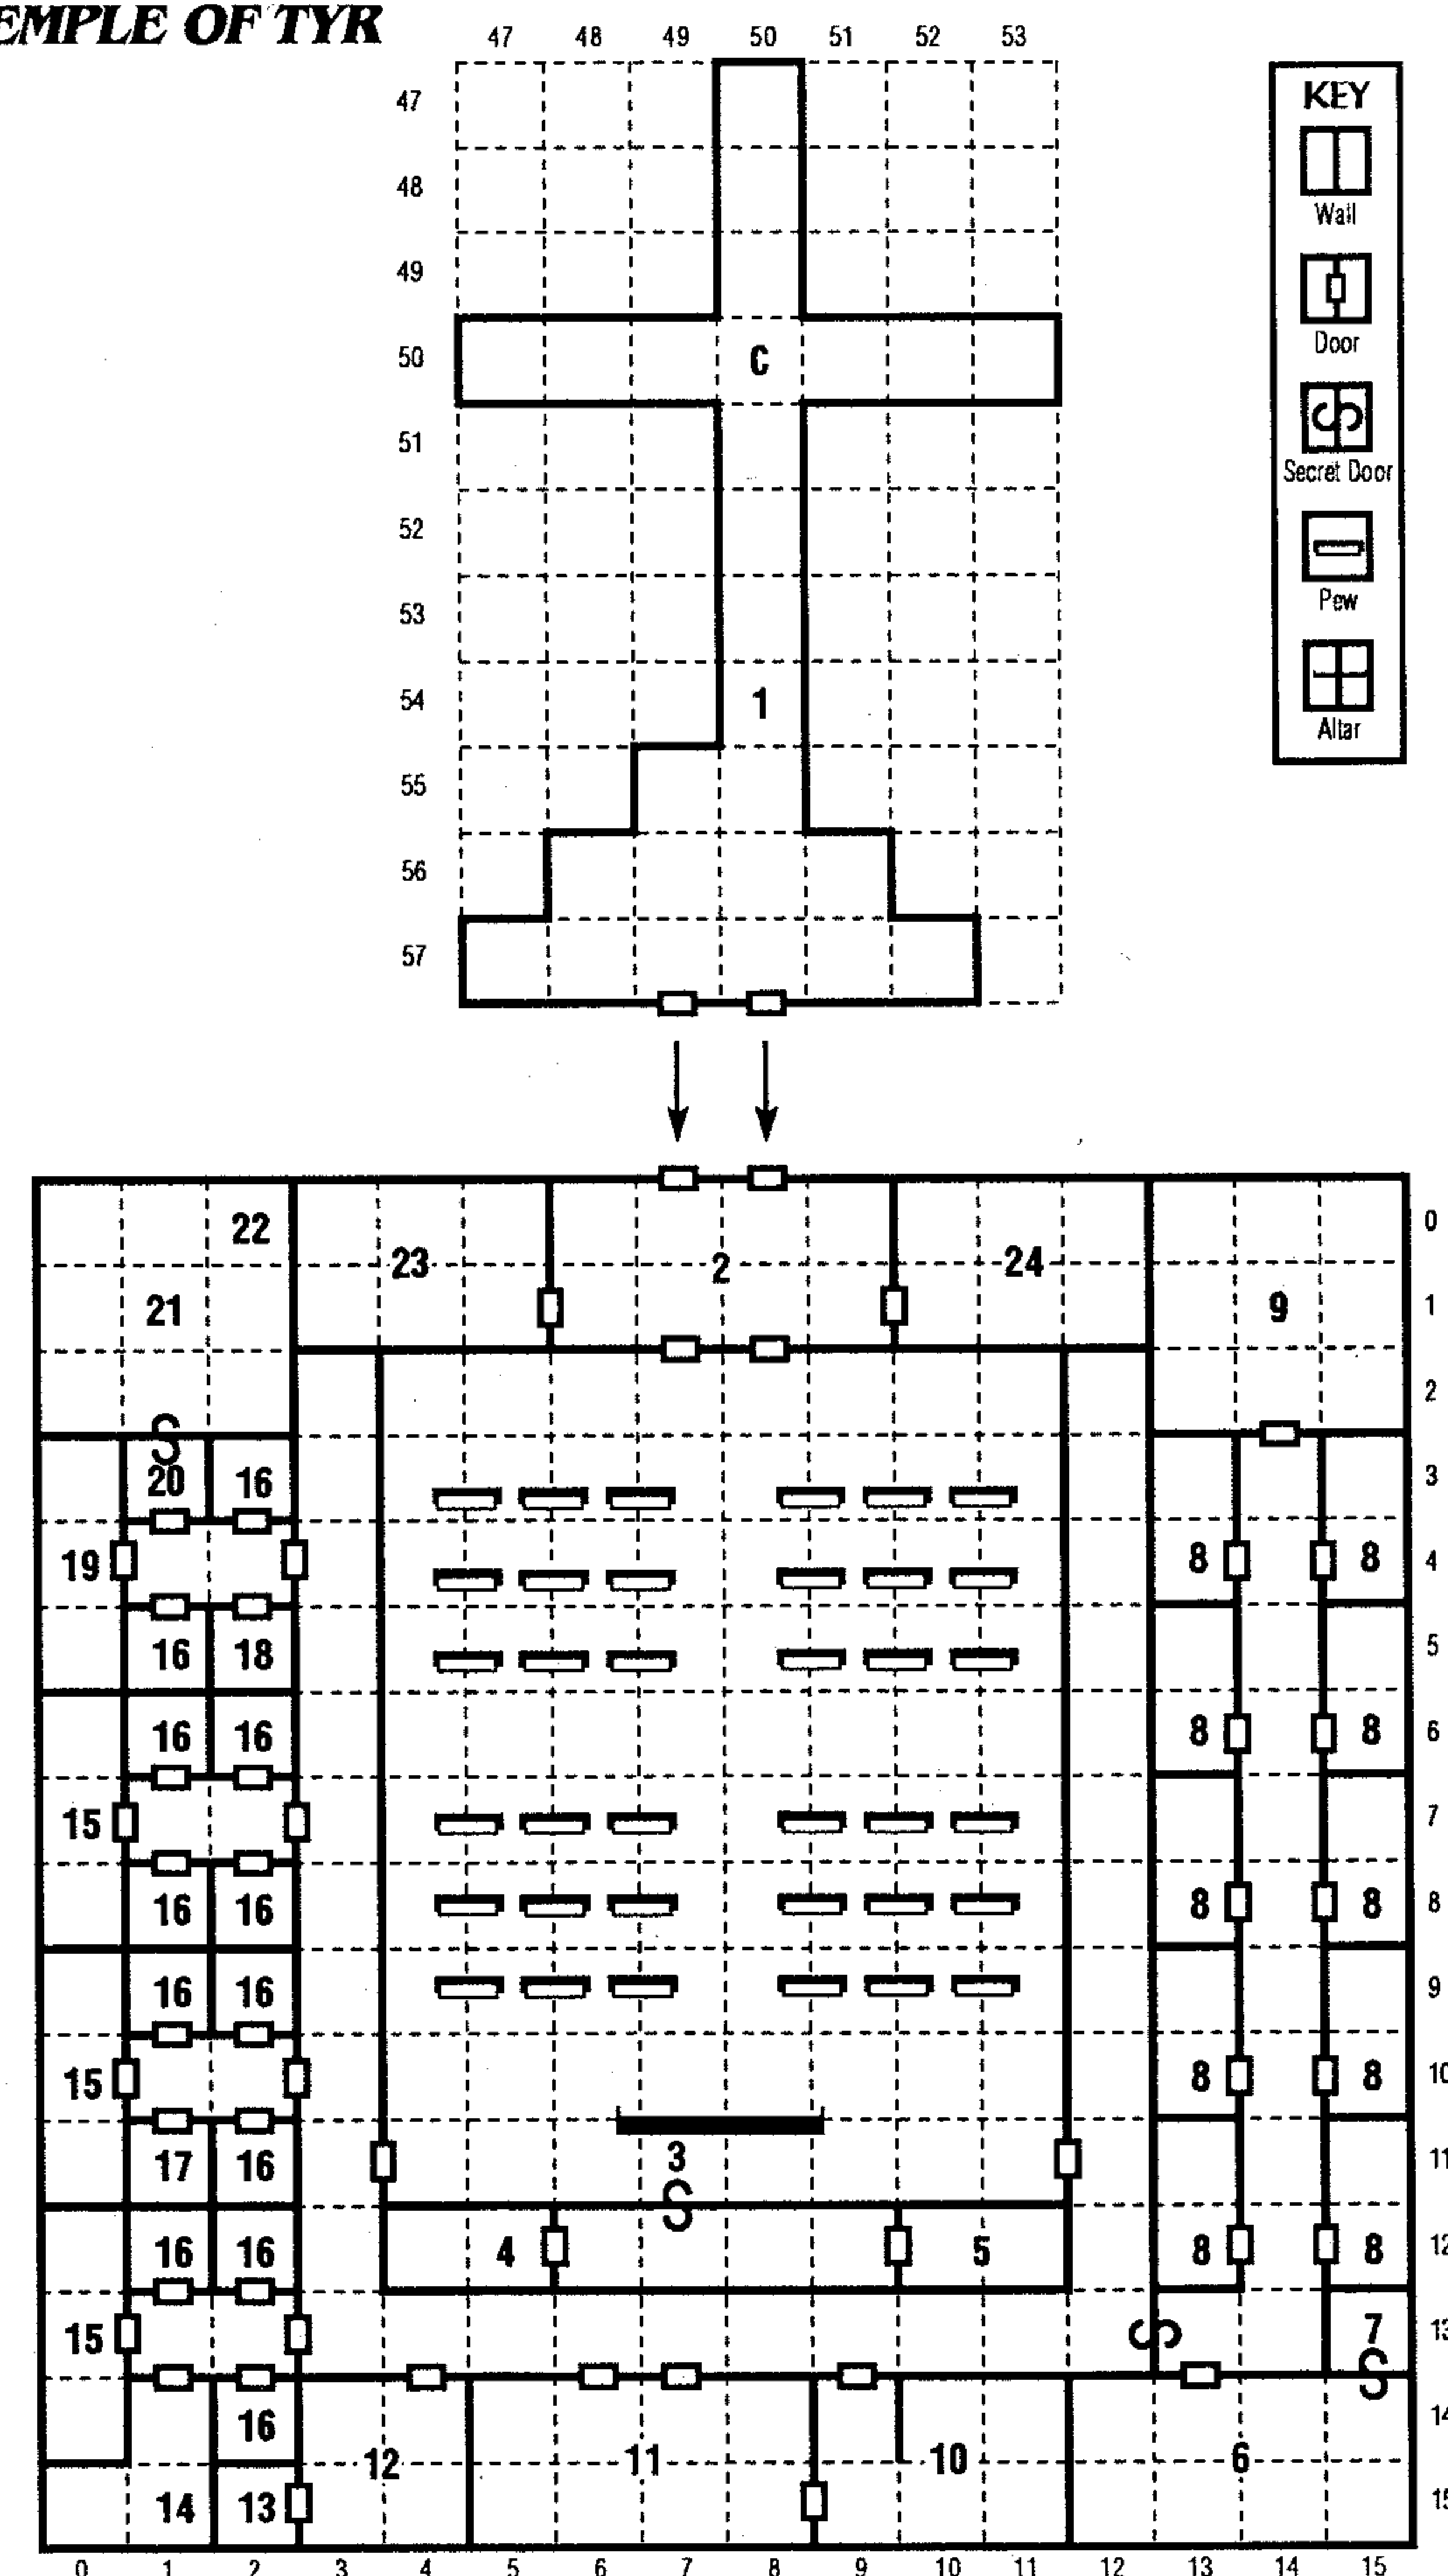 EMPLE OF TYR
47 48 49 50 51 52 53
47
48
49
50 C
51
52
53
54 1
55
56
57
KEY
Wall
Door
S
Secret Door
Pew
Altar
22 0
23 2 24
21 9 1
2
S
20 16 3
19 8 8 4
16 18 5
16 16 8 8 6
15 7
16 16 8 8 8
16 16 9
15 8 8 10
17 16 3 11
S
16 16 4 5 8 8 12
15 S 7 13
S
16 14
12 11 10 6
14 13 15
0 1 2 3 4 5 6 7 8 9 10 11 12 13 14 15